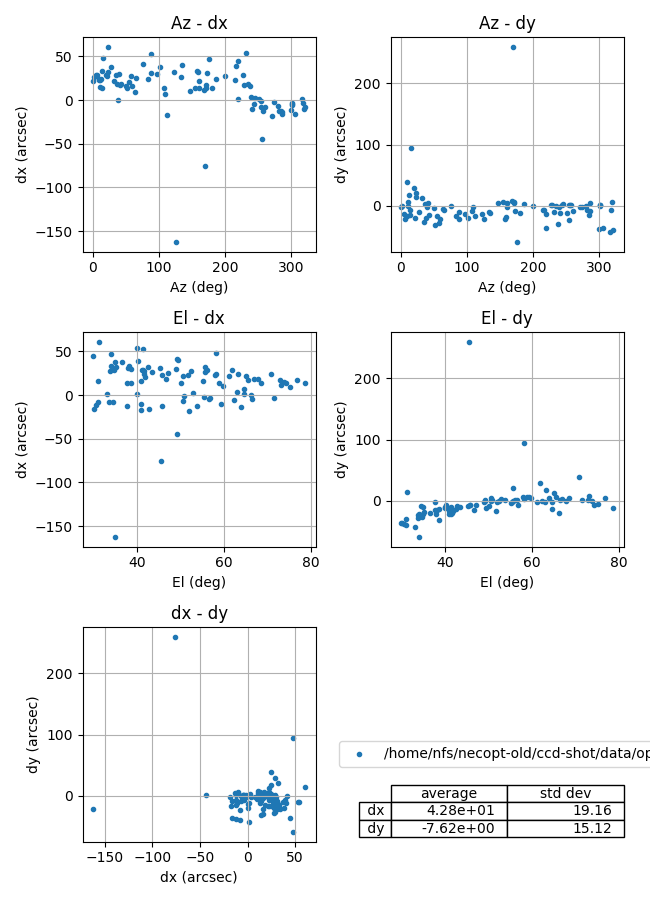 Az - dx
50
0
−50
−100
−150
dx (arcsec)
0
100
200
300
Az (deg)
Az - dy
200
100
0
dy (arcsec)
0
100
200
300
Az (deg)
El - dx
50
0
−50
−100
−150
dx (arcsec)
40
60
80
El (deg)
El - dy
200
100
0
dy (arcsec)
40
60
80
El (deg)
dx - dy
200
100
0
dy (arcsec)
−150
−100
−50
0
50
dx (arcsec)
/home/nfs/necopt-old/ccd-shot/data/op
average std dev
dx 4.28e+01 19.16
dy -7.62e+00 15.12